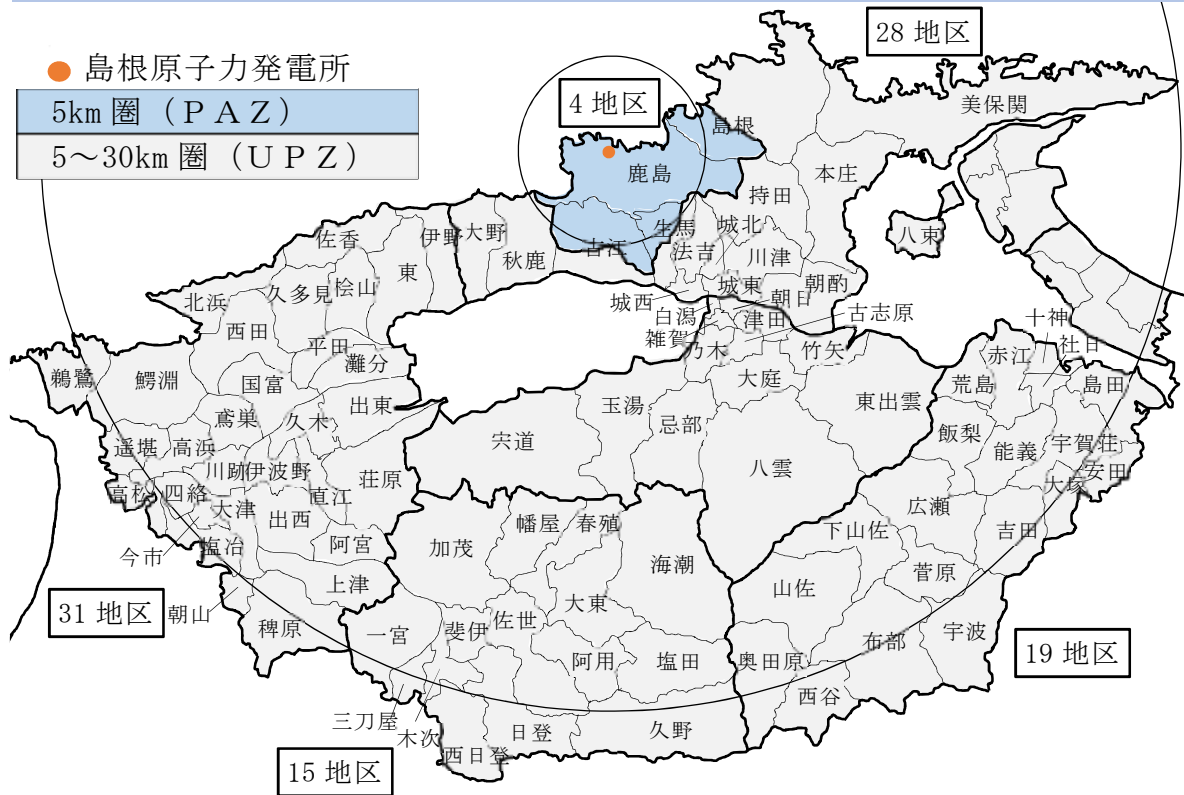 28 地区
島根原子力発電所
4 地区
5km 圏（ＰＡＺ）
5～30km 圏（ＵＰＺ）
美保関
島根
鹿島
本庄
持田
生馬
城北
八束
佐香
伊野
大野
古江
法吉
川津
東
秋鹿
久多見
桧山
城東
朝酌
北浜
城西
朝日
西田
白潟
津田
古志原
十神
雑賀
社日
平田
乃木
竹矢
赤江
灘分
鵜鷺
鰐淵
国富
大庭
荒島
島田
出東
玉湯
東出雲
鳶巣
久木
忌部
飯梨
宍道
遥堪
高浜
能義
宇賀荘
川跡
伊波野
荘原
八雲
安田
高松
四絡
直江
大塚
大津
出西
広瀬
幡屋
春殖
下山佐
吉田
今市
塩冶
阿宮
加茂
海潮
上津
菅原
山佐
31 地区
朝山
大東
稗原
一宮
斐伊
佐世
布部
宇波
阿用
塩田
奥田原
19 地区
西谷
三刀屋
木次
日登
久野
西日登
15 地区